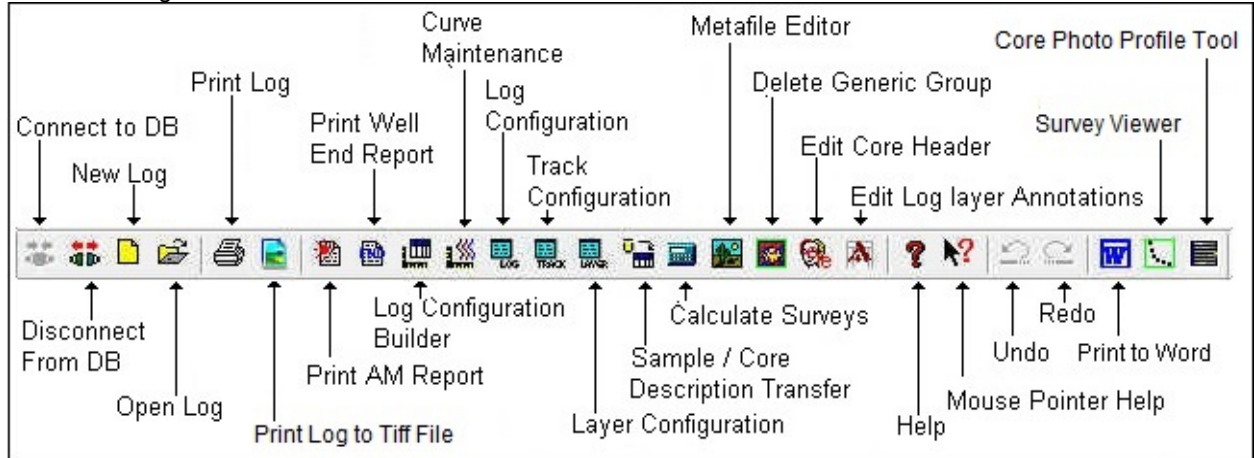 Curve
Maintenance
Metafile Editor
Core Photo Profile Tool
Print Log
Log
Configuration
Delete Generic Group
Connect to DB
Print Well
End Report
Survey Viewer
New Log
Track
Configuration
Edit Core Header
Edit Log layer Annotations
LOG
TRACK
LAYER
END
A
?
?
W
Disconnect
From DB
Open Log
Print Log to Tiff File
Print AM Report
Log Configuration
Builder
Layer Configuration
Sample / Core
Description Transfer
Calculate Surveys
Help
Mouse Pointer Help
Undo
Redo
Print to Word